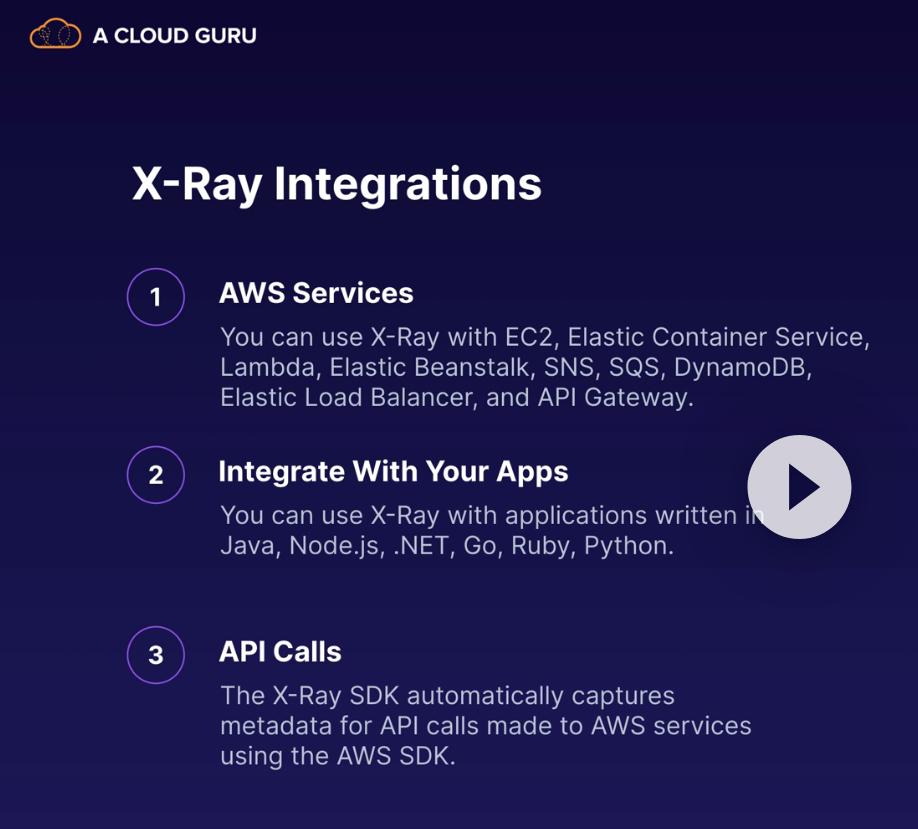 A CLOUD GURU
X-Ray Integrations
1
AWS Services
You can use X-Ray with EC2, Elastic Container Service,
Lambda, Elastic Beanstalk, SNS, SQS, DynamoDB,
Elastic Load Balancer, and API Gateway.
2
Integrate With Your Apps
You can use X-Ray with applications written in
Java, Node.js, .NET, Go, Ruby, Python.
3
API Calls
The X-Ray SDK automatically captures
metadata for API calls made to AWS services
using the AWS SDK.